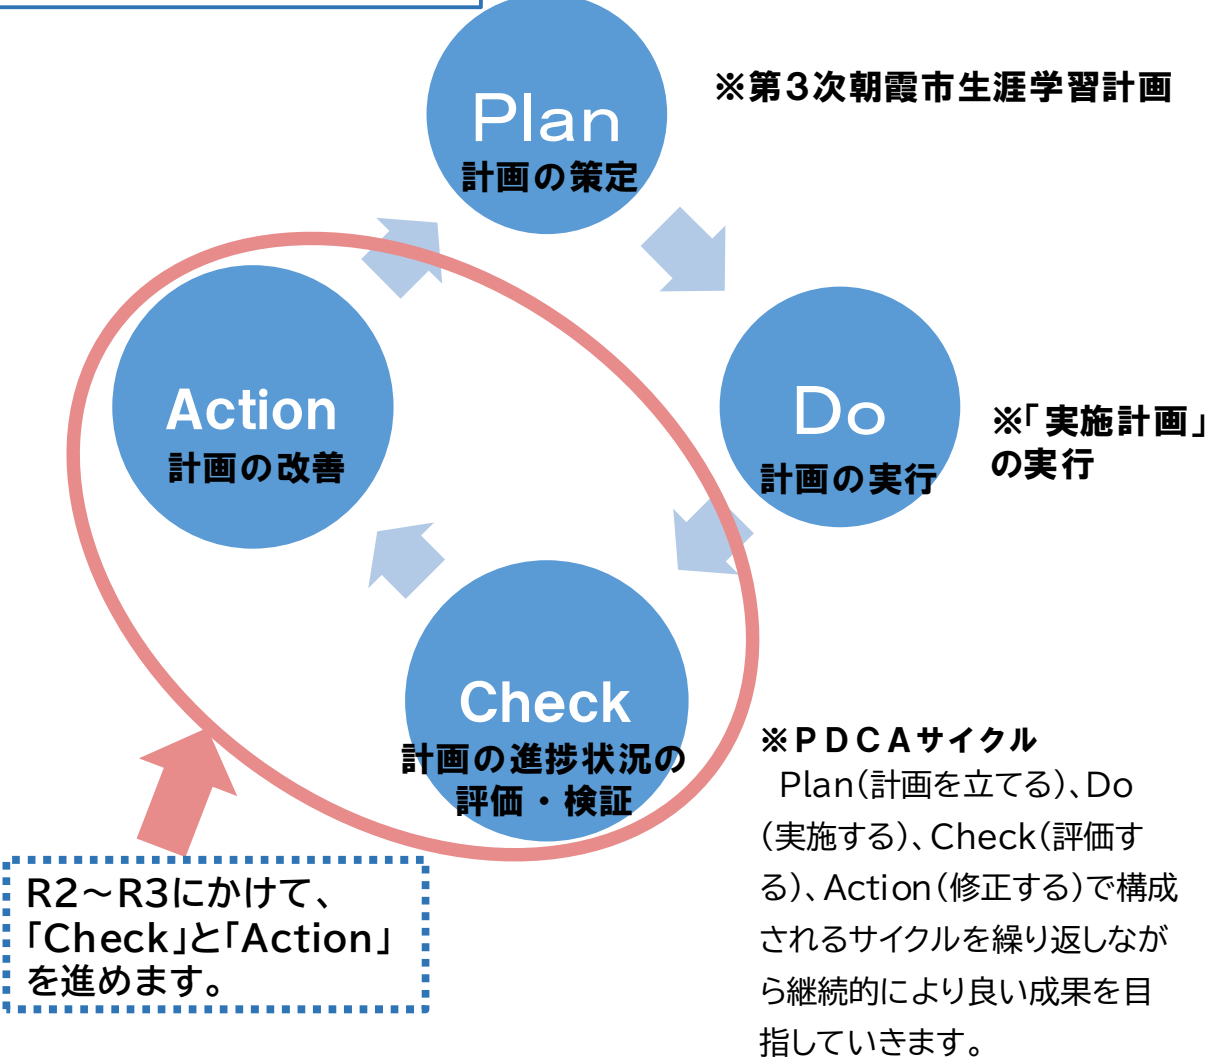 Plan
計画の策定
※第3次朝霞市生涯学習計画
Do
計画の実行
※「実施計画」
の実行
Action
計画の改善
Check
計画の進捗状況の
評価・検証
R2～R3にかけて、
「Check」と「Action」
を進めます。
※PDCAサイクル
Plan(計画を立てる)、Do
(実施する)、Check(評価す
る)、Action(修正する)で構成
されるサイクルを繰り返しなが
ら継続的により良い成果を目
指していきます。